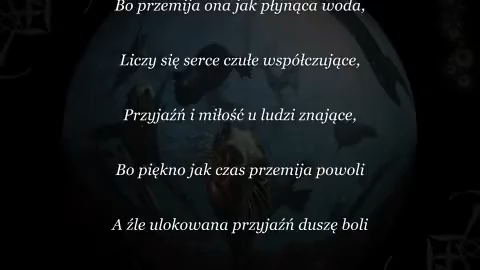 Bo przemija ona jak płynąca woda,
Liczy się serce czułe współczujące,
Przyjaźń i miłość u ludzi znające,
Bo piękno jak czas przemija powoli
A źle ulokowana przyjaźń duszę boli